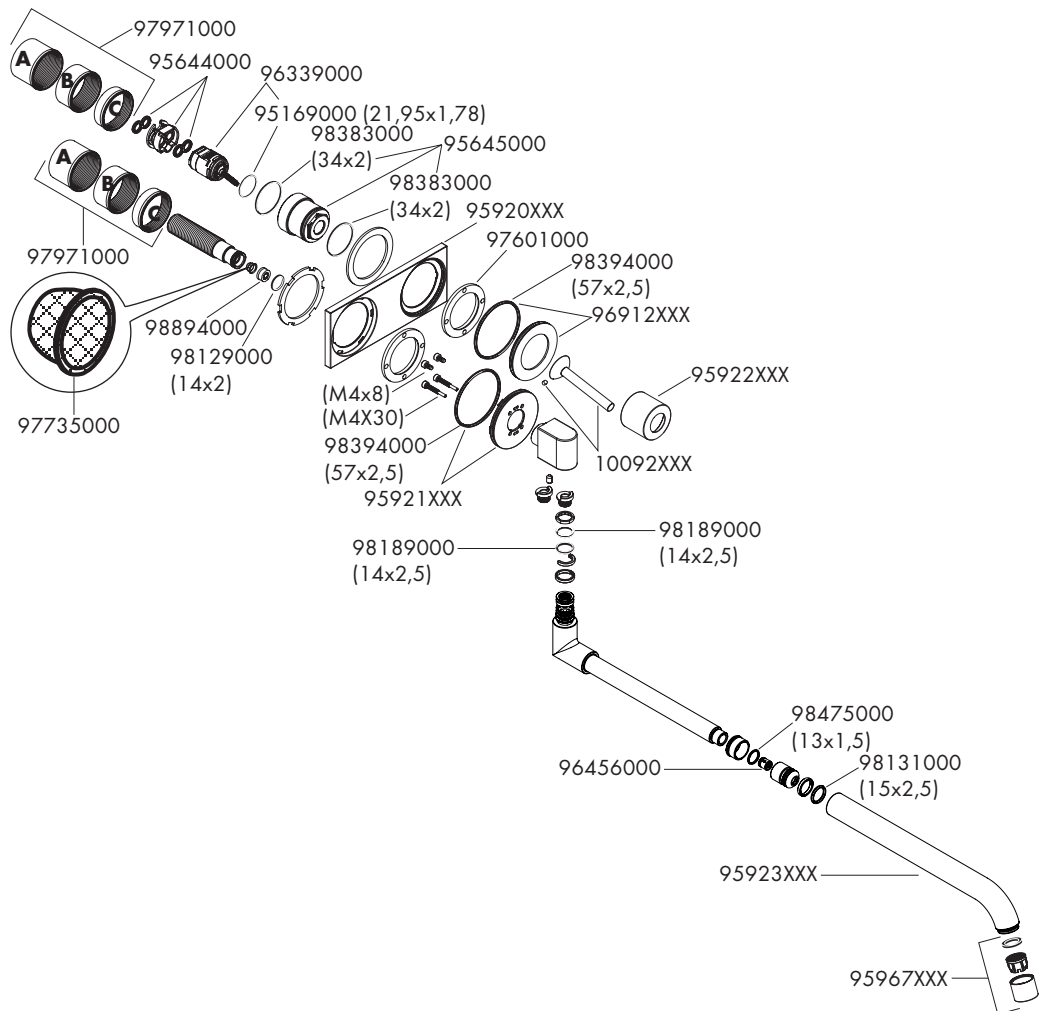 97971000
95644000
96339000
A
B
C
95169000 (21,95x1,78)
98383000
(34x2)
95645000
98383000
(34x2)
95920XXX
A
B
C
97601000
97971000
98394000
(57x2,5)
96912XXX
98894000
98129000
(14x2)
97735000
(M4x8)
(M4X30)
98394000
(57x2,5)
95921XXX
95922XXX
10092XXX
98189000
(14x2,5)
98189000
(14x2,5)
98475000
(13x1,5)
96456000
98131000
(15x2,5)
95923XXX
95967XXX